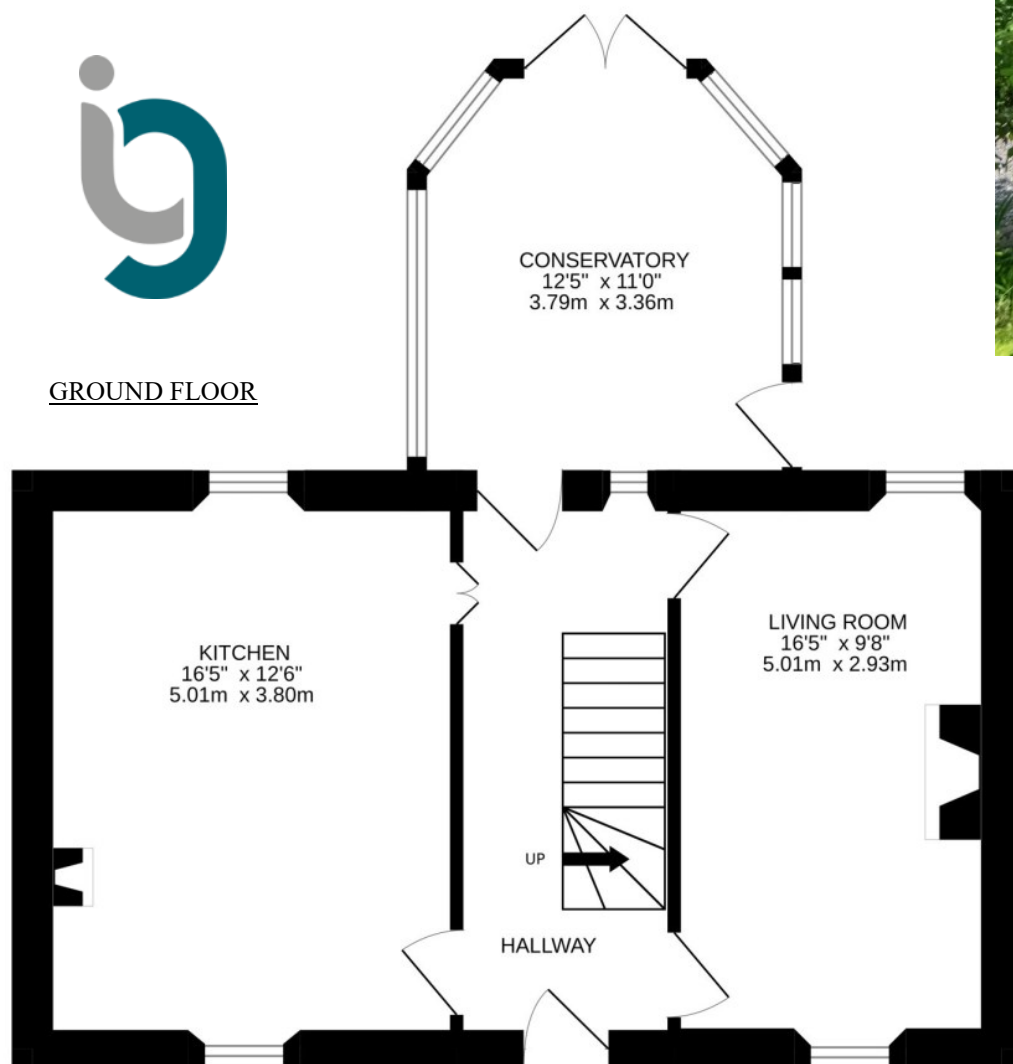 CONSERVATORY
12'5" x 11'0"
3.79m x 3.36m
GROUND FLOOR
KITCHEN
16'5" x 12'6"
5.01m x 3.80m
LIVING ROOM
16'5" x 9'8"
5.01m x 2.93m
UP
HALLWAY